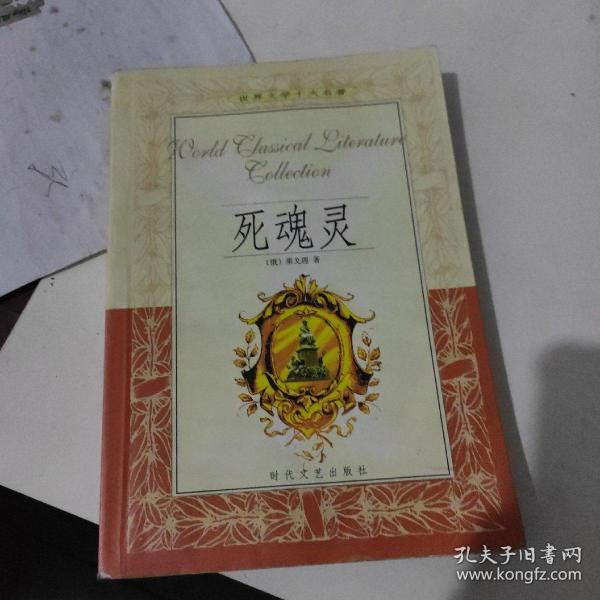 世界文学十大名著
World Classical Literature
Collection
死魂灵
(俄) 果戈理 著
时代文艺出版社
孔夫子旧书网
www.kongfz.com